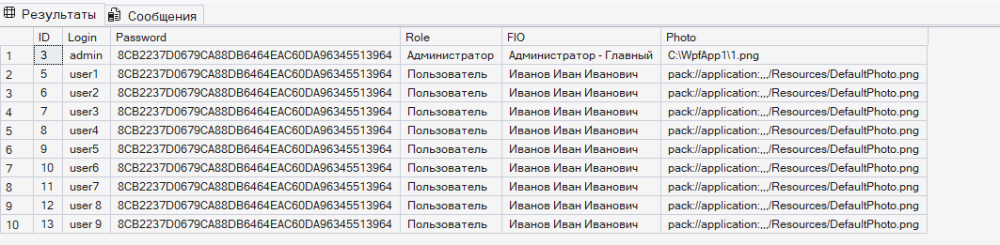 Результаты Сообщения
ID Login Password Role FIO Photo
1 3 admin 8CB2237D0679CA88DB6464EAC60DA96345513964 Администратор Администратор - Главный C:\WpfApp1\1.png
2 5 user1 8CB2237D0679CA88DB6464EAC60DA96345513964 Пользователь Иванов Иван Иванович pack://application:,,,/Resources/DefaultPhoto.png
3 6 user2 8CB2237D0679CA88DB6464EAC60DA96345513964 Пользователь Иванов Иван Иванович pack://application:,,,/Resources/DefaultPhoto.png
4 7 user3 8CB2237D0679CA88DB6464EAC60DA96345513964 Пользователь Иванов Иван Иванович pack://application:,,,/Resources/DefaultPhoto.png
5 8 user4 8CB2237D0679CA88DB6464EAC60DA96345513964 Пользователь Иванов Иван Иванович pack://application:,,,/Resources/DefaultPhoto.png
6 9 user5 8CB2237D0679CA88DB6464EAC60DA96345513964 Пользователь Иванов Иван Иванович pack://application:,,,/Resources/DefaultPhoto.png
7 10 user6 8CB2237D0679CA88DB6464EAC60DA96345513964 Пользователь Иванов Иван Иванович pack://application:,,,/Resources/DefaultPhoto.png
8 11 user7 8CB2237D0679CA88DB6464EAC60DA96345513964 Пользователь Иванов Иван Иванович pack://application:,,,/Resources/DefaultPhoto.png
9 12 user 8 8CB2237D0679CA88DB6464EAC60DA96345513964 Пользователь Иванов Иван Иванович pack://application:,,,/Resources/DefaultPhoto.png
10 13 user 9 8CB2237D0679CA88DB6464EAC60DA96345513964 Пользователь Иванов Иван Иванович pack://application:,,,/Resources/DefaultPhoto.png